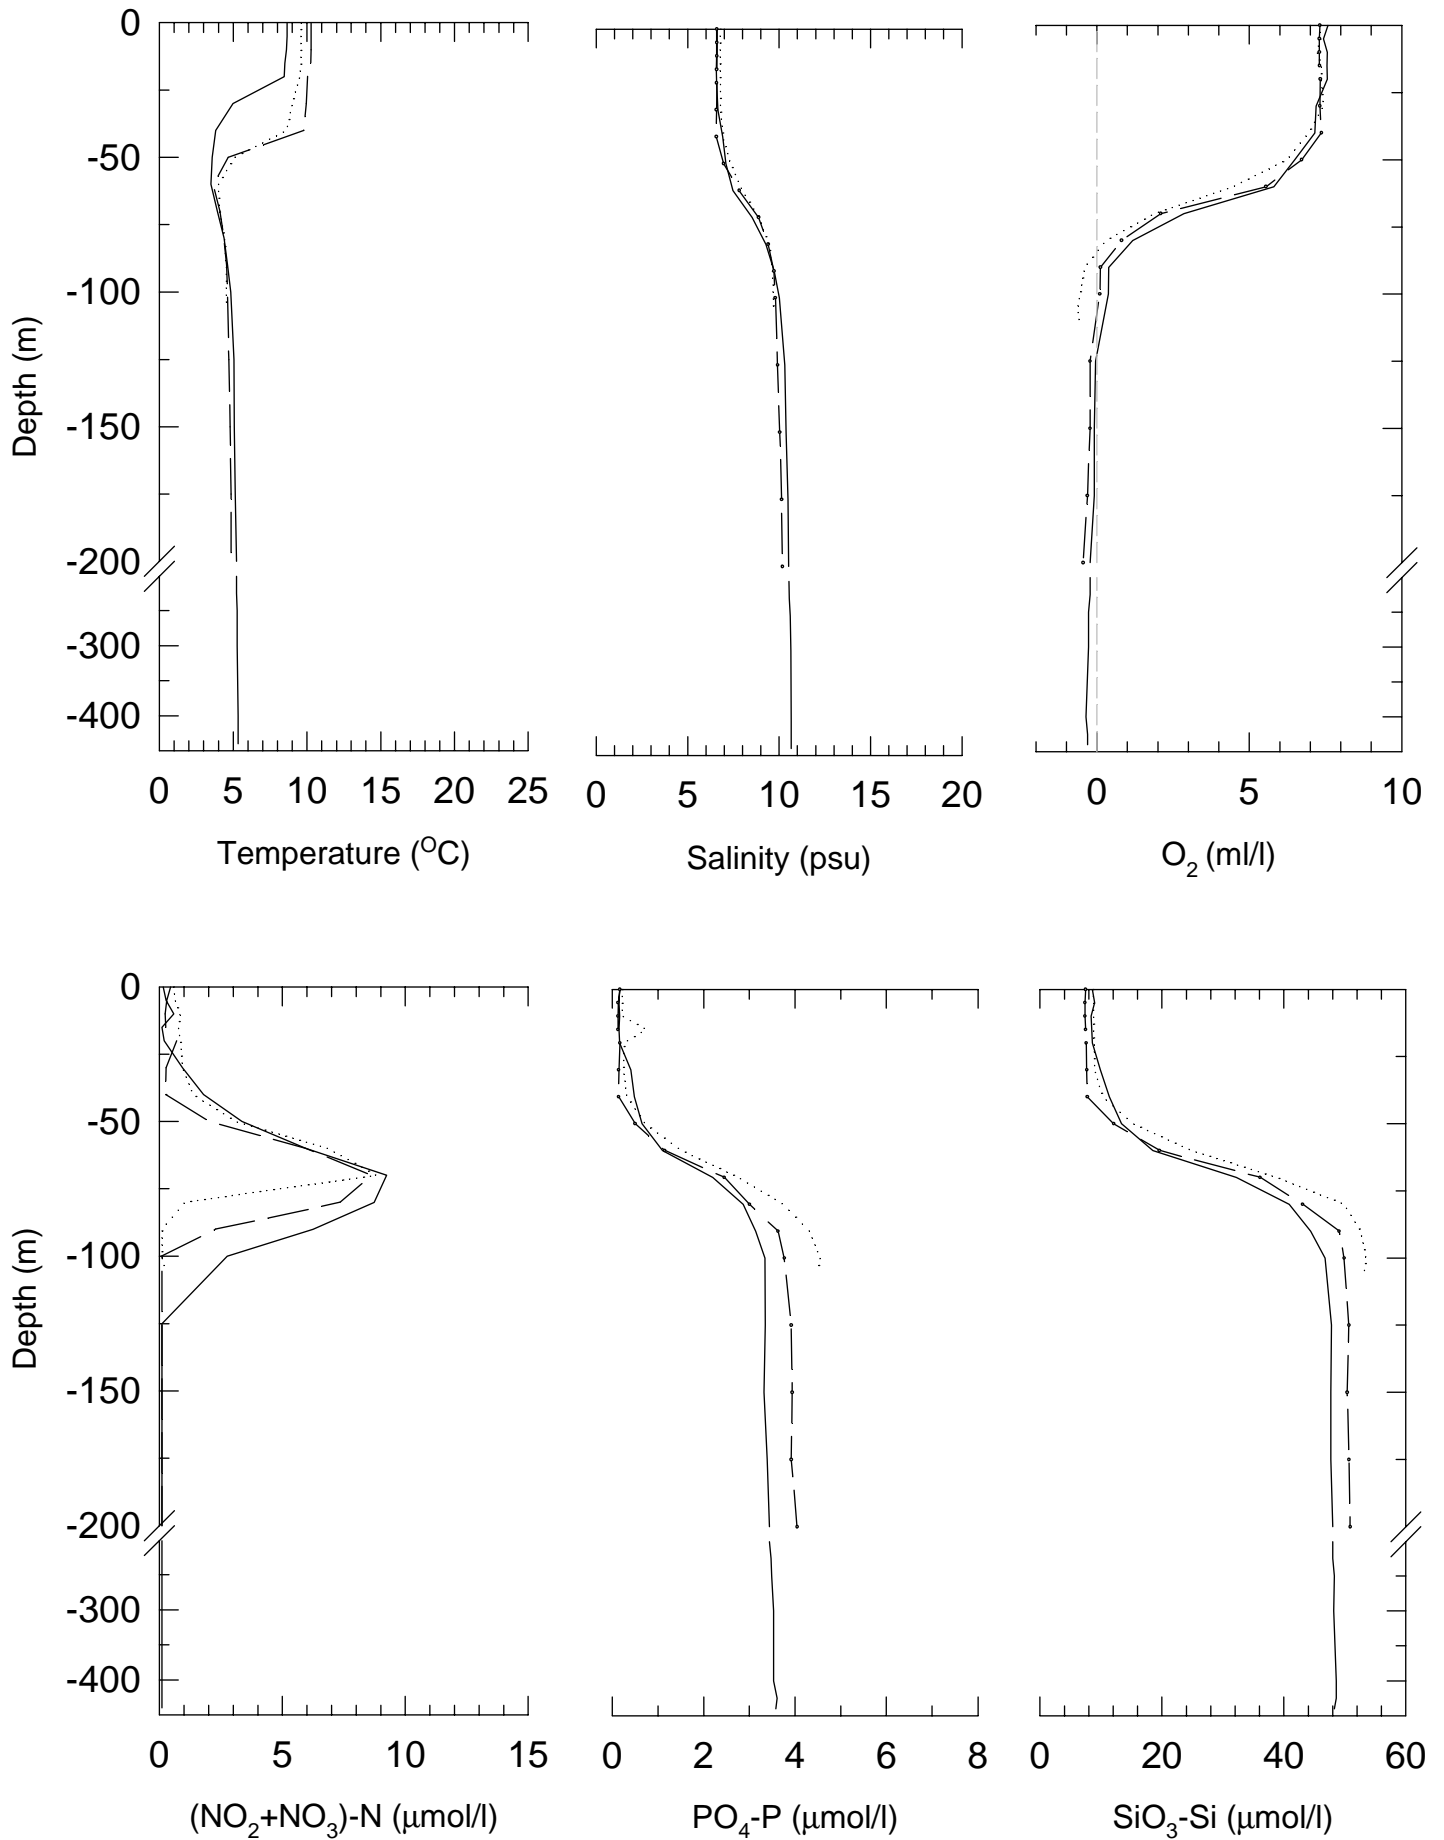 0
-50
-100
-150
-200
-300
-400
Depth (m)
0 5 10 15 20 25
Temperature (OC)
0 5 10 15 20
Salinity (psu)
0 5 10
O2 (ml/l)
0
-50
-100
-150
-200
-300
-400
Depth (m)
0 5 10 15
(NO2+NO3)-N (μmol/l)
0 2 4 6 8
PO4-P (μmol/l)
0 20 40 60
SiO3-Si (μmol/l)